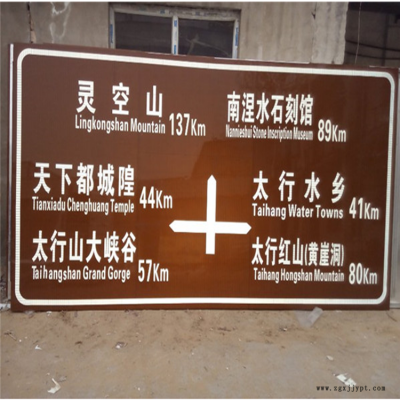 灵空山
Lingkongshan Mountain 137Km
南涅水石刻馆
Nannieshui Stone Inscription Museum 89Km
天下都城隍
Tianxiadu Chenghuang Temple 44Km
太行水乡
Taihang Water Towns 41Km
太行山大峡谷
Taihangshan Grand Gorge 57Km
太行红山(黄崖洞)
Taihang Hongshan Mountain 80Km
www.zgxjjypt.com